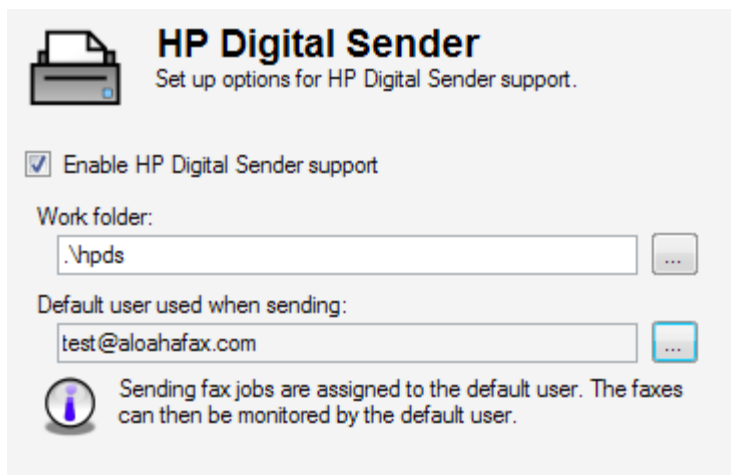 HP Digital Sender
Set up options for HP Digital Sender support.
Enable HP Digital Sender support
Work folder:
.\hpds
...
Default user used when sending:
test@aloahafax.com
...
Sending fax jobs are assigned to the default user. The faxes
can then be monitored by the default user.